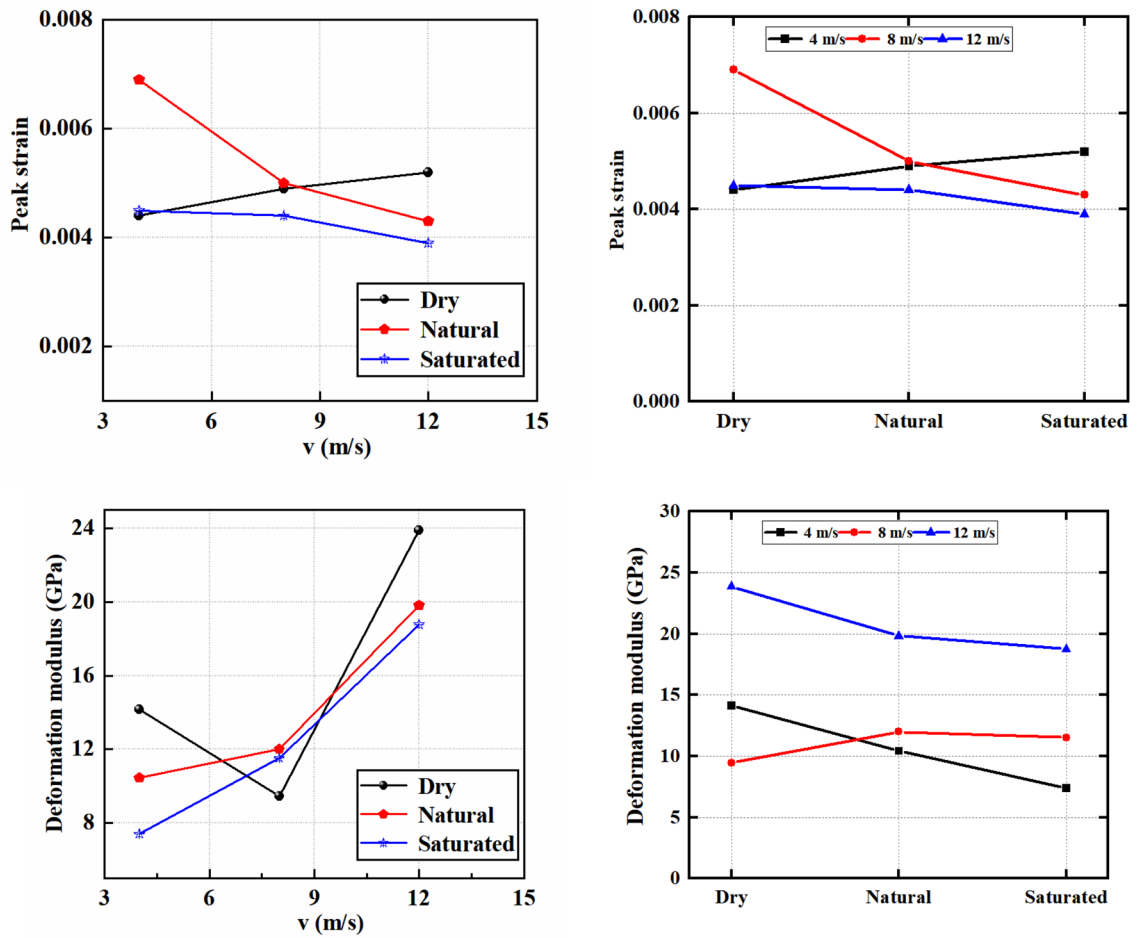 0.008
0.006
0.004
0.002
Peak strain
Dry
Natural
Saturated
3 6 9 12 15
v (m/s)
0.008
0.006
0.004
0.002
0.000
Peak strain
4 m/s 8 m/s 12 m/s
Dry Natural Saturated
24
20
16
12
8
Deformation modulus (GPa)
Dry
Natural
Saturated
3 6 9 12 15
v (m/s)
30
25
20
15
10
5
0
Deformation modulus (GPa)
4 m/s 8 m/s 12 m/s
Dry Natural Saturated